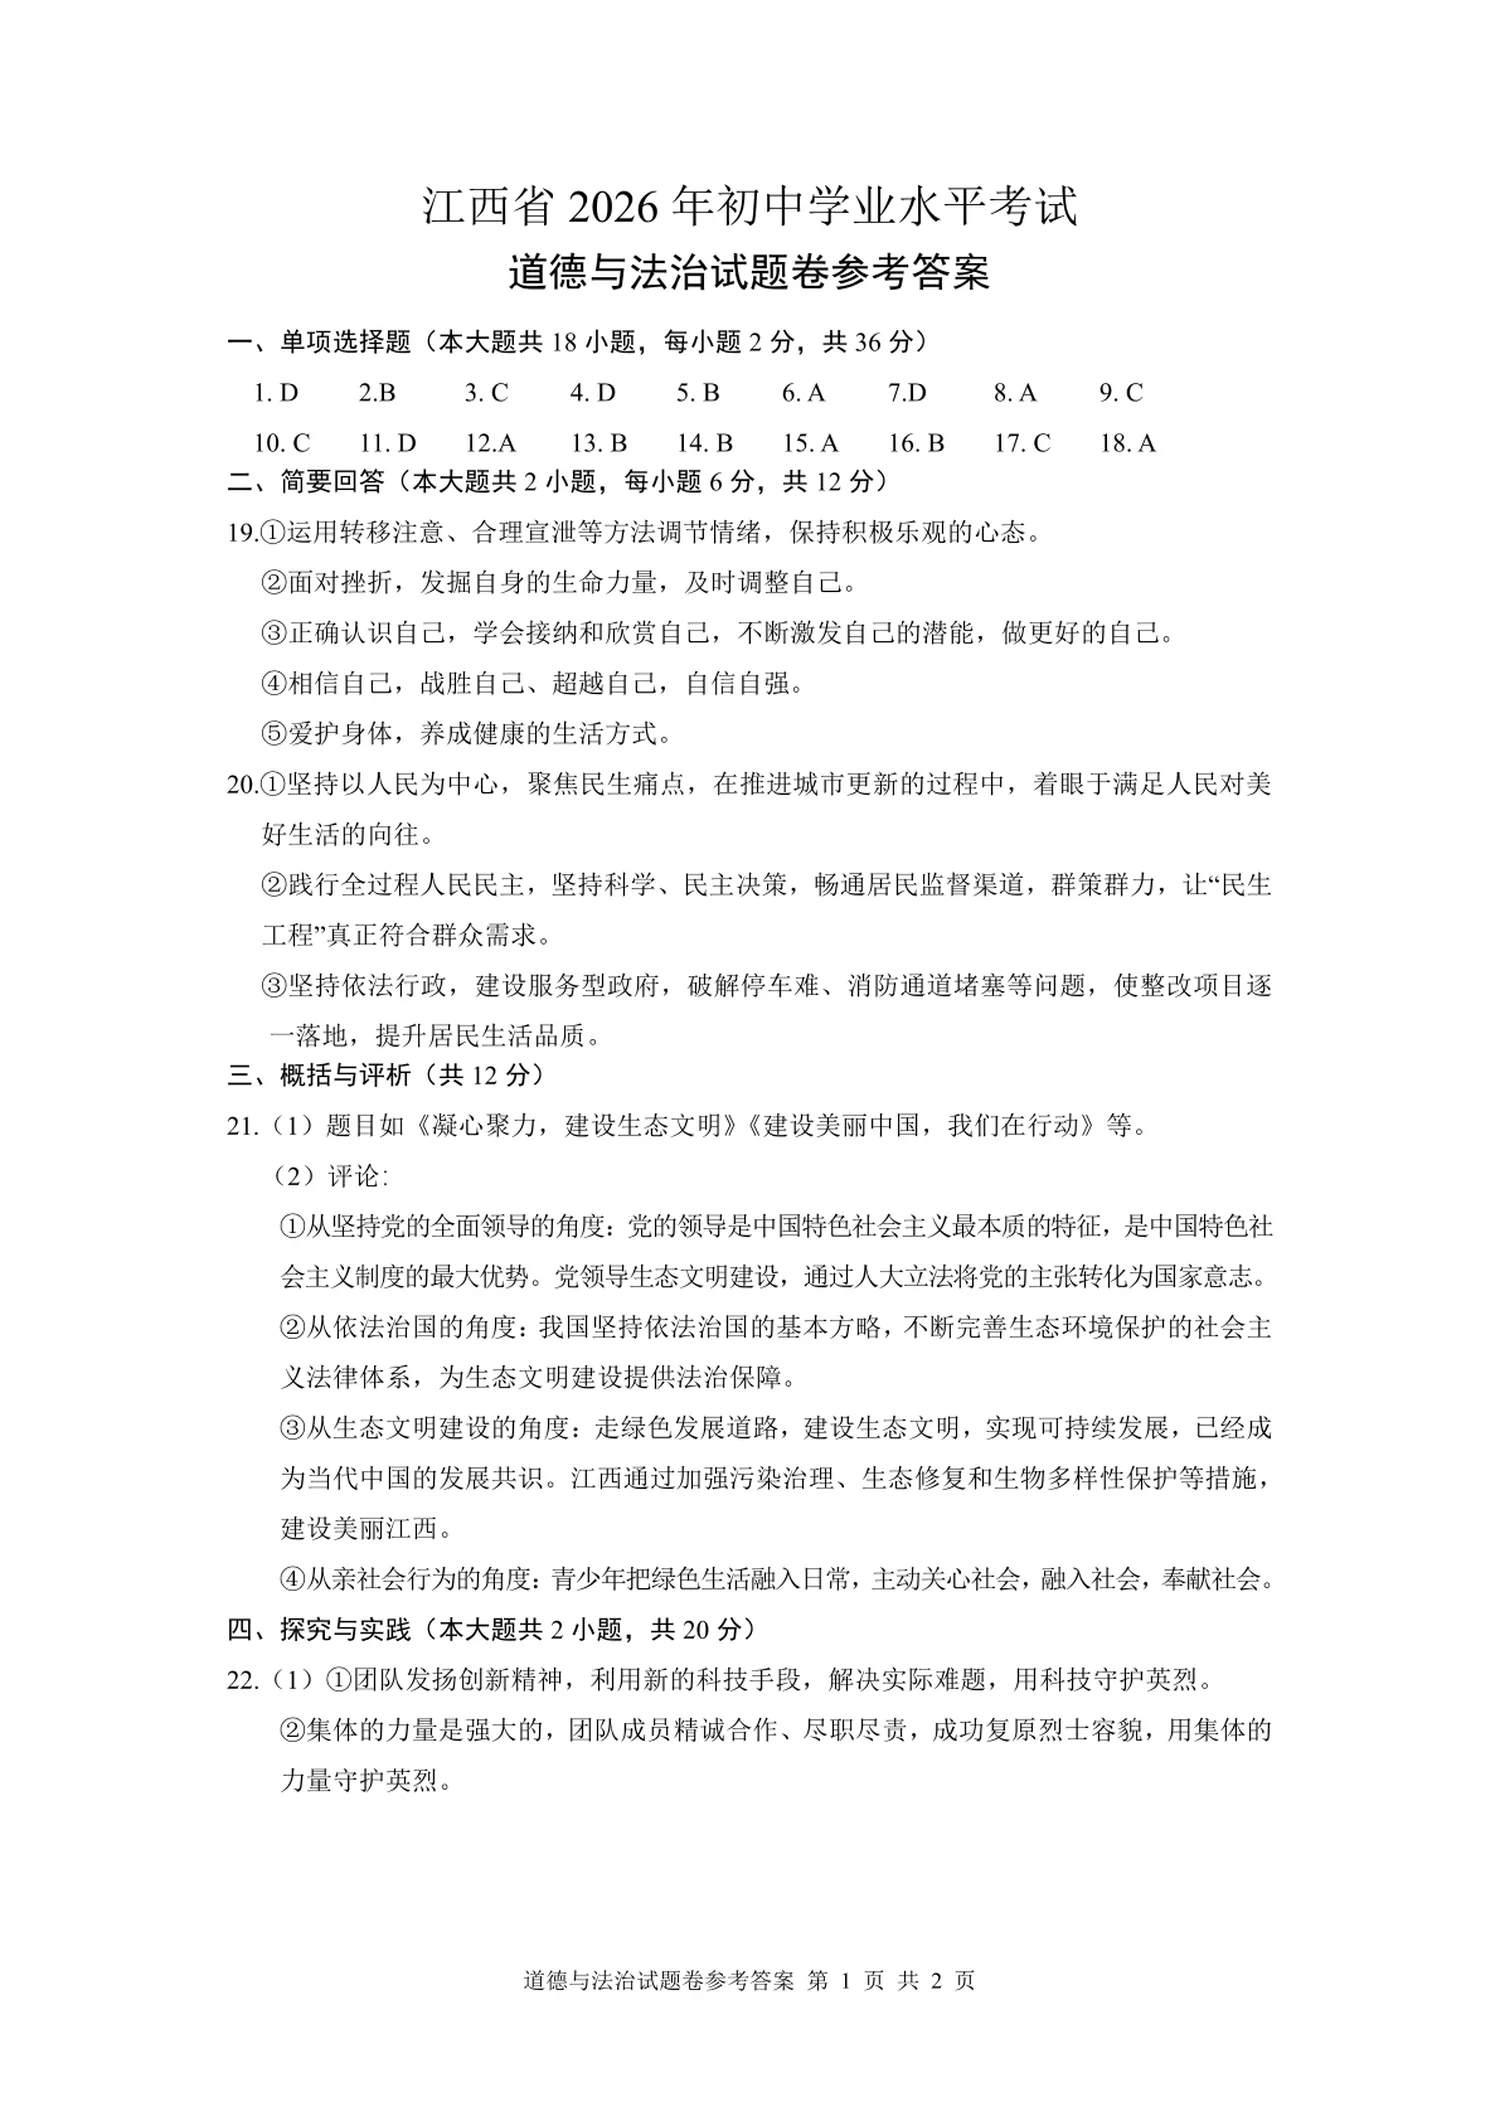 江西省 2026 年初中学业水平考试
道德与法治试题卷参考答案
一、单项选择题（本大题共 18 小题，每小题 2 分，共 36 分）
1. D 2.B 3. C 4. D 5. B 6. A 7.D 8. A 9. C
10. C 11. D 12.A 13. B 14. B 15. A 16. B 17. C 18. A
二、简要回答（本大题共 2 小题，每小题 6 分，共 12 分）
19.①运用转移注意、合理宣泄等方法调节情绪，保持积极乐观的心态。
②面对挫折，发掘自身的生命力量，及时调整自己。
③正确认识自己，学会接纳和欣赏自己，不断激发自己的潜能，做更好的自己。
④相信自己，战胜自己、超越自己，自信自强。
⑤爱护身体，养成健康的生活方式。
20.①坚持以人民为中心，聚焦民生痛点，在推进城市更新的过程中，着眼于满足人民对美
好生活的向往。
②践行全过程人民民主，坚持科学、民主决策，畅通居民监督渠道，群策群力，让“民生
工程”真正符合群众需求。
③坚持依法行政，建设服务型政府，破解停车难、消防通道堵塞等问题，使整改项目逐
一落地，提升居民生活品质。
三、概括与评析（共 12 分）
21.（1）题目如《凝心聚力，建设生态文明》《建设美丽中国，我们在行动》等。
（2）评论：
①从坚持党的全面领导的角度：党的领导是中国特色社会主义最本质的特征，是中国特色社
会主义制度的最大优势。党领导生态文明建设，通过人大立法将党的主张转化为国家意志。
②从依法治国的角度：我国坚持依法治国的基本方略，不断完善生态环境保护的社会主
义法律体系，为生态文明建设提供法治保障。
③从生态文明建设的角度：走绿色发展道路，建设生态文明，实现可持续发展，已经成
为当代中国的发展共识。江西通过加强污染治理、生态修复和生物多样性保护等措施，
建设美丽江西。
④从亲社会行为的角度：青少年把绿色生活融入日常，主动关心社会，融入社会，奉献社会。
四、探究与实践（本大题共 2 小题，共 20 分）
22.（1）①团队发扬创新精神，利用新的科技手段，解决实际难题，用科技守护英烈。
②集体的力量是强大的，团队成员精诚合作、尽职尽责，成功复原烈士容貌，用集体的
力量守护英烈。
道德与法治试题卷参考答案 第 1 页 共 2 页